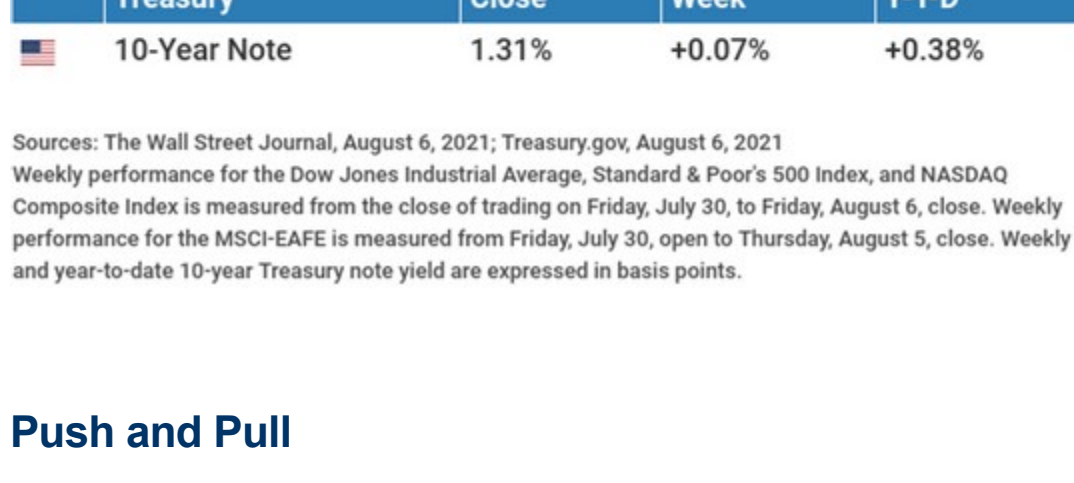 Treasury Close Week Y-T-D
10-Year Note 1.31% +0.07% +0.38%
Sources: The Wall Street Journal, August 6, 2021; Treasury.gov, August 6, 2021
Weekly performance for the Dow Jones Industrial Average, Standard & Poor's 500 Index, and NASDAQ
Composite Index is measured from the close of trading on Friday, July 30, to Friday, August 6, close. Weekly
performance for the MSCI-EAFE is measured from Friday, July 30, open to Thursday, August 5, close. Weekly
and year-to-date 10-year Treasury note yield are expressed in basis points.
Push and Pull